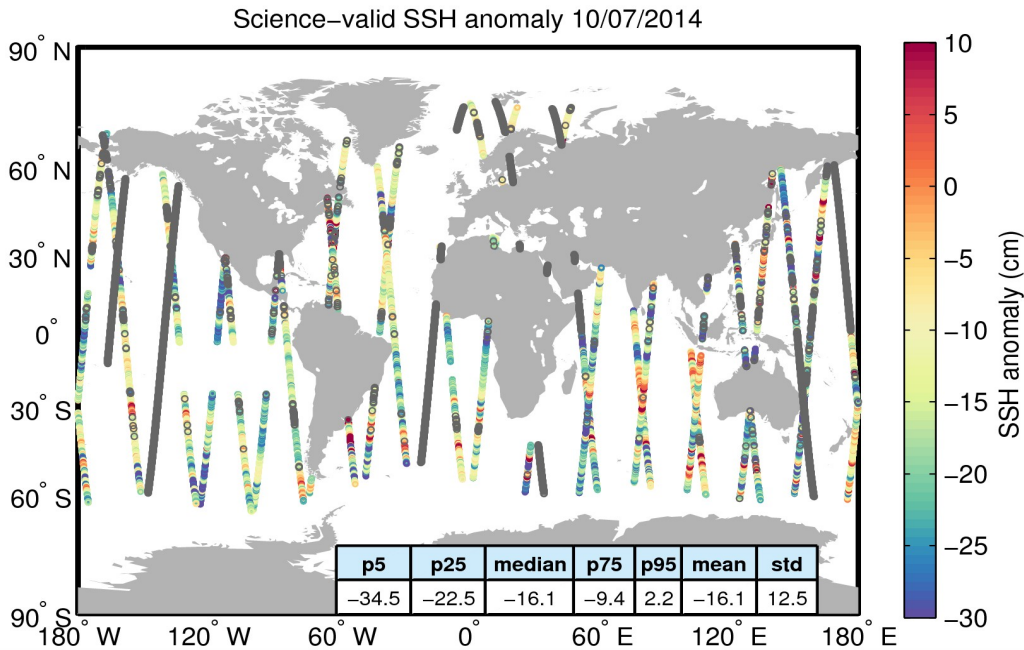 Science−valid SSH anomaly 10/07/2014
90° N
60° N
30° N
0°
30° S
60° S
90° S
180° W
120° W
60° W
0°
60° E
120° E
180° E
p5 p25 median p75 p95 mean std
−34.5 −22.5 −16.1 −9.4 2.2 −16.1 12.5
10
5
0
−5
−10
−15
−20
−25
−30
SSH anomaly (cm)